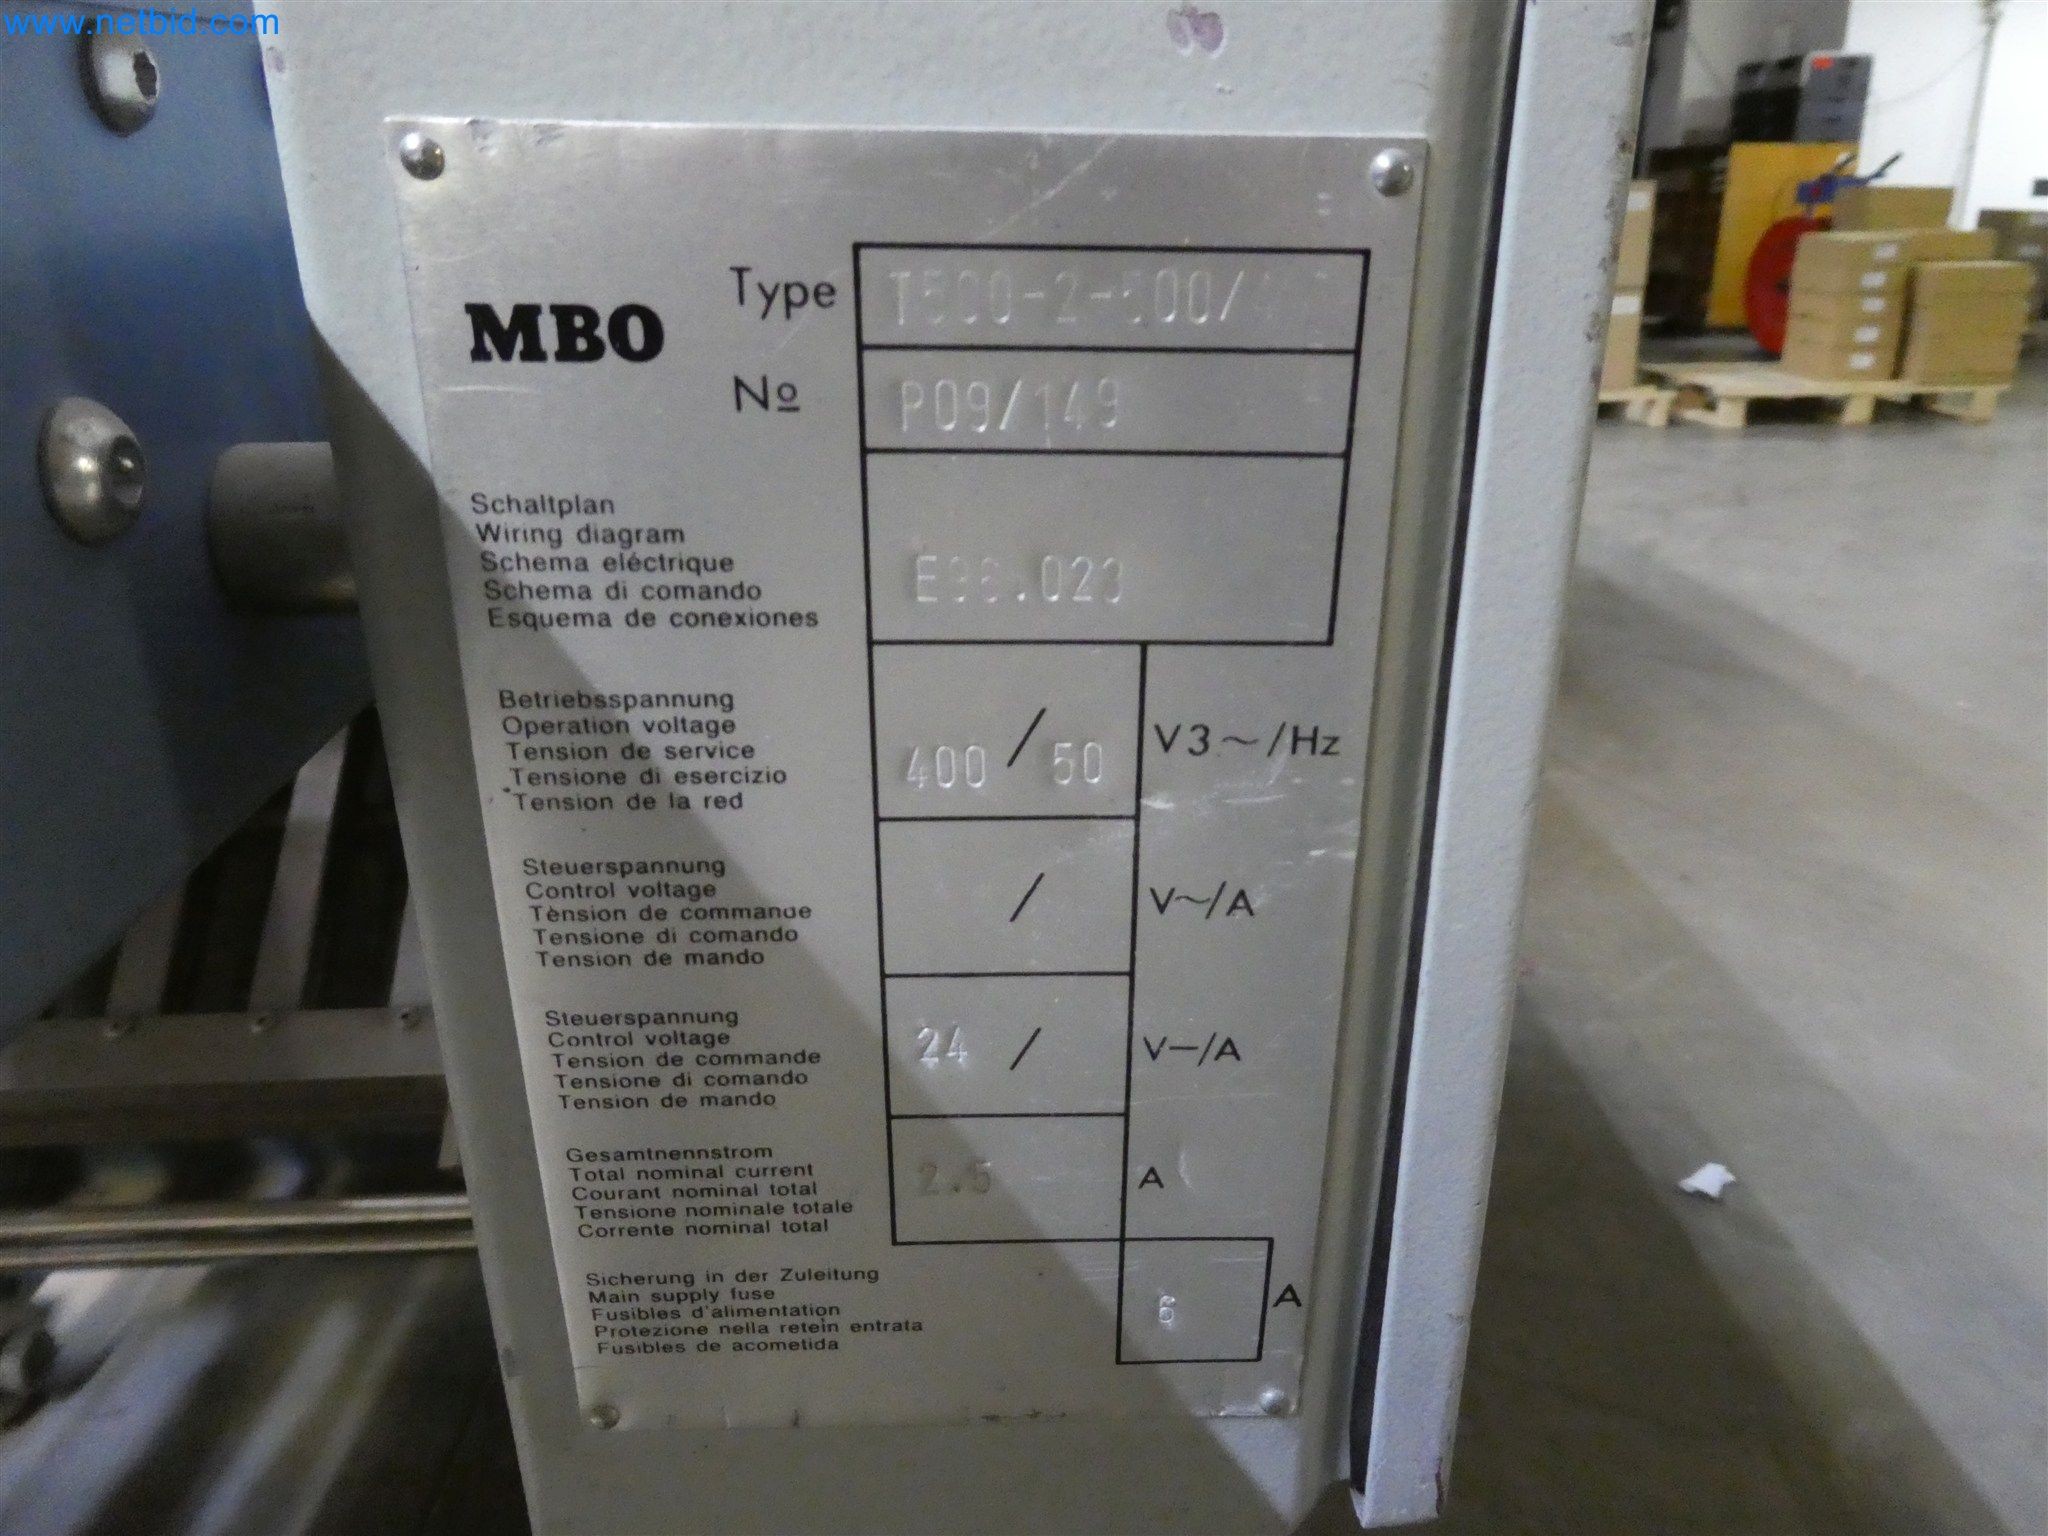 www.netbid.com
MBO
Type
№ P09/149
Schaltplan
Wiring diagram
Schema eléctrique
Schema di comando
Esquema de conexiones
Betriebsspannung
Operation voltage
Tension de service
Tensione di esercizio
Tension de la red
400 / 50 V3~/Hz
Steuerspannung
Control voltage
Tènsion de commande
Tensione di comando
Tension de mando
/ V~/A
Steuerspannung
Control voltage
Tension de commande
Tensione di comando
Tension de mando
24 / V—/A
Gesamtnennstrom
Total nominal current
Courant nominal total
Tensione nominale totale
Corrente nominal total
2.5 A
Sicherung in der Zuleitung
Main supply fuse
Fusibles d'alimentation
Protezione nella retein entrata
Fusibles de acometida
6 A